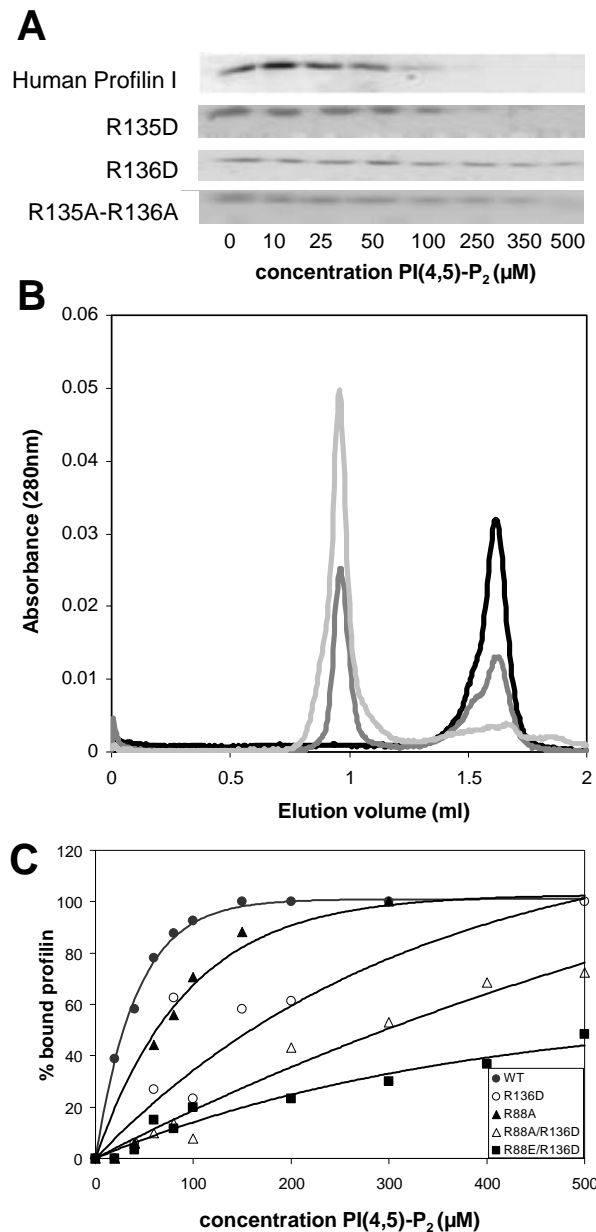 A
Human Profilin I
R135D
R136D
R135A-R136A
0 10 25 50 100 250 350 500
concentration PI(4,5)-P₂ (µM)
B
0.06
0.05
0.04
0.03
0.02
0.01
0
Absorbance (280nm)
0 0.5 1 1.5 2
Elution volume (ml)
C
120
100
80
60
40
20
0
% bound profilin
WT
R136D
R88A
R88A/R136D
R88E/R136D
0 100 200 300 400 500
concentration PI(4,5)-P₂ (µM)